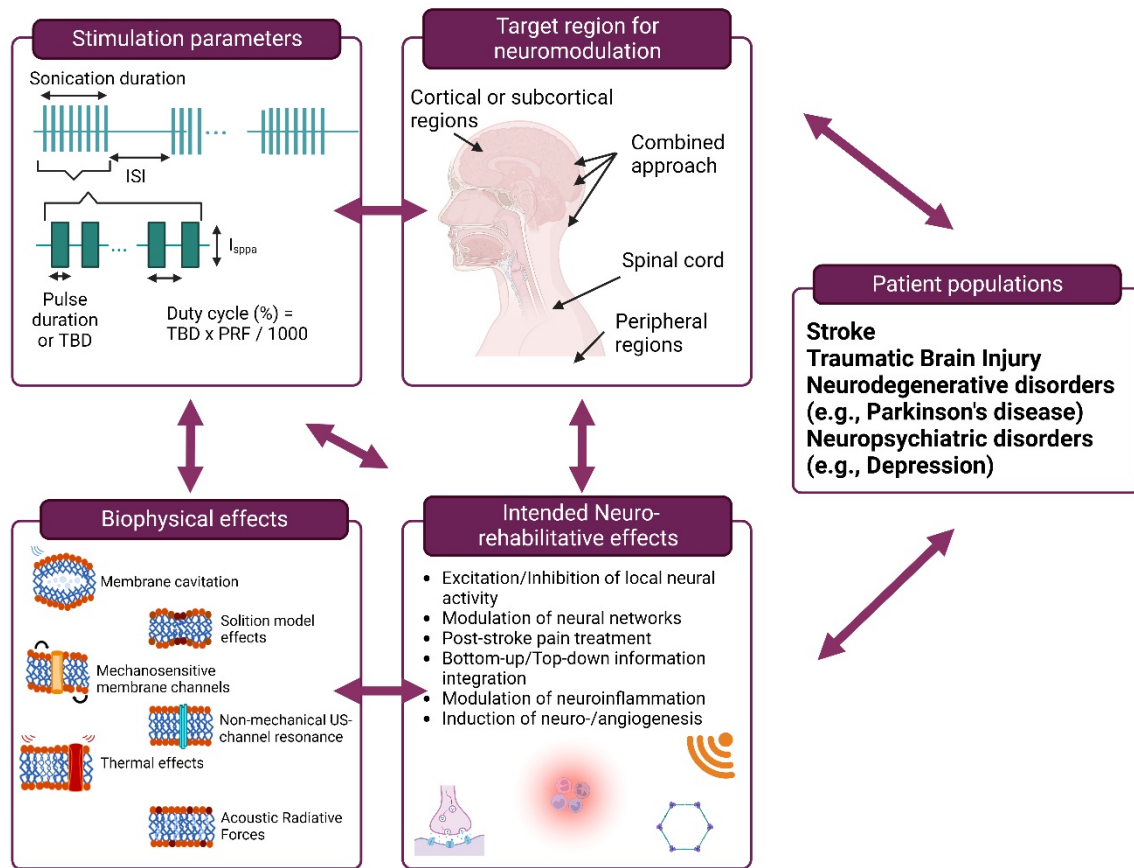 Stimulation parameters
Sonication duration
...
ISI
...
Isppa
Pulse
duration
or TBD
Duty cycle (%) =
TBD x PRF / 1000
Target region for
neuromodulation
Cortical or subcortical
regions
Combined
approach
Spinal cord
Peripheral
regions
Patient populations
Stroke
Traumatic Brain Injury
Neurodegenerative disorders
(e.g., Parkinson's disease)
Neuropsychiatric disorders
(e.g., Depression)
Biophysical effects
Membrane cavitation
Solition model
effects
Mechanosensitive
membrane channels
Non-mechanical US-
channel resonance
Thermal effects
Acoustic Radiative
Forces
Intended Neuro-
rehabilitative effects
• Excitation/Inhibition of local neural
activity
• Modulation of neural networks
• Post-stroke pain treatment
• Bottom-up/Top-down information
integration
• Modulation of neuroinflammation
• Induction of neuro-/angiogenesis